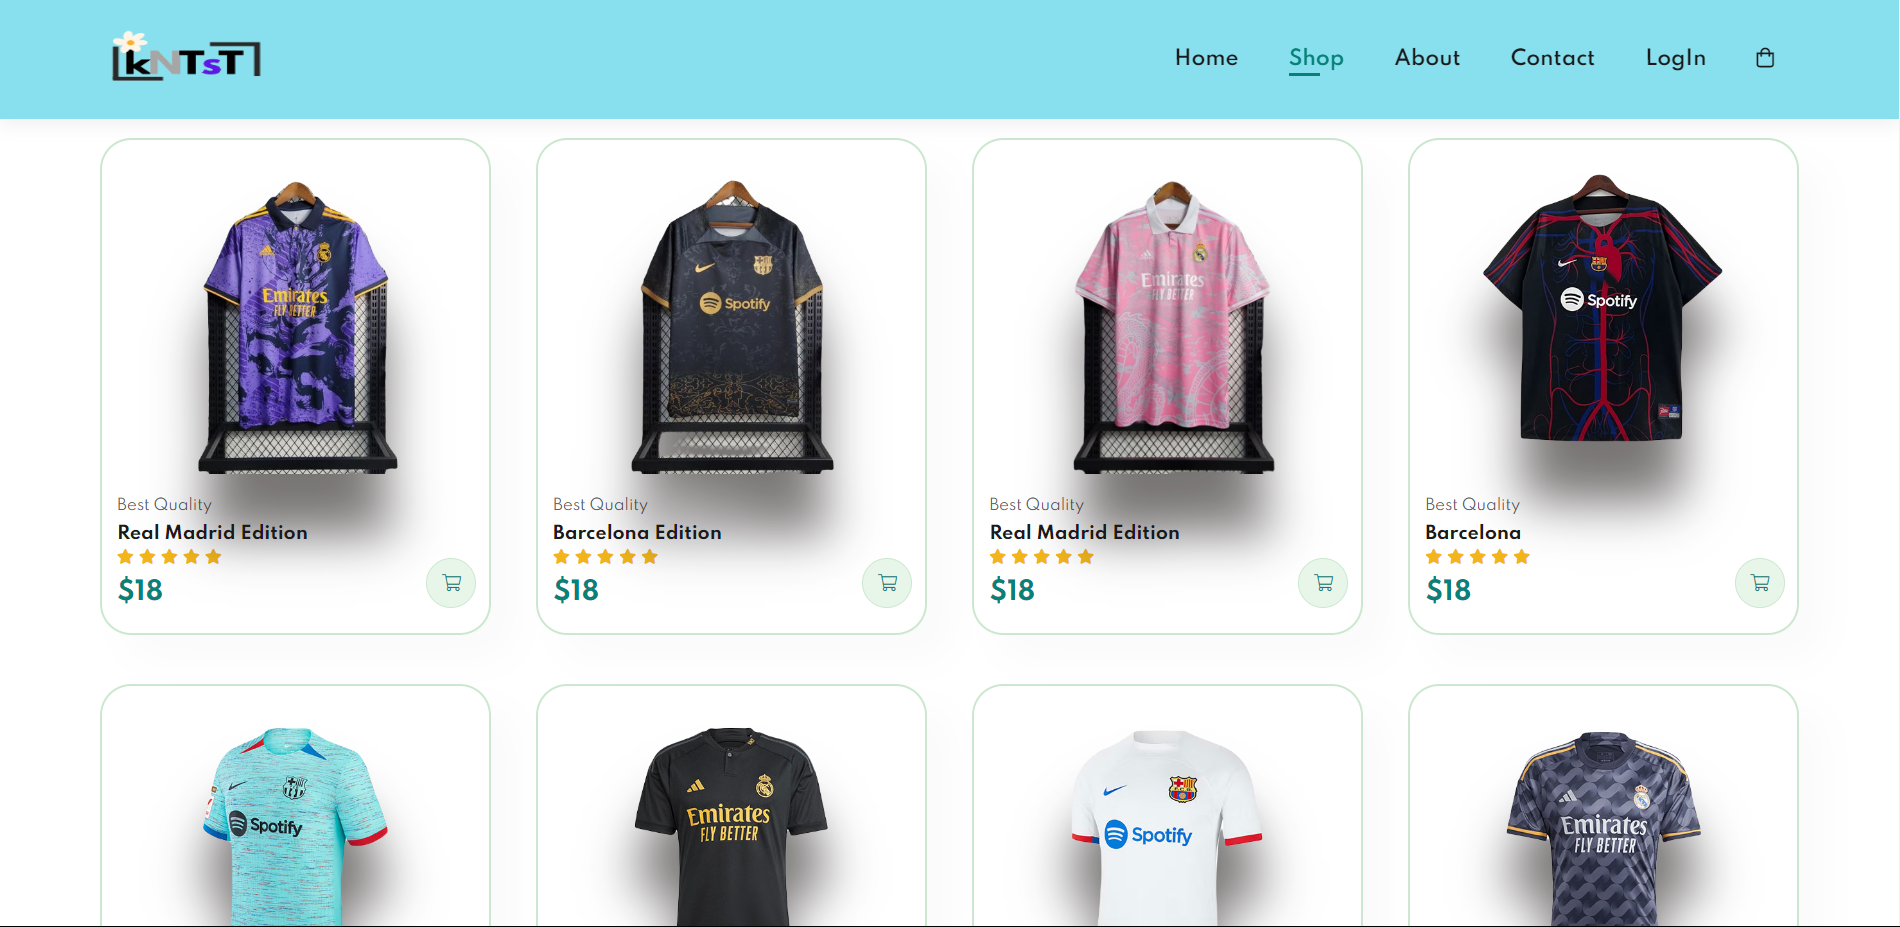 kNTsT
Home
Shop
About
Contact
LogIn
Emirates
FLY BETTER
Spotify
Emirates
FLY BETTER
Spotify
Best Quality
Real Madrid Edition
$18
Best Quality
Barcelona Edition
$18
Best Quality
Real Madrid Edition
$18
Best Quality
Barcelona
$18
Spotify
Emirates
FLY BETTER
Spotify
Emirates
FLY BETTER